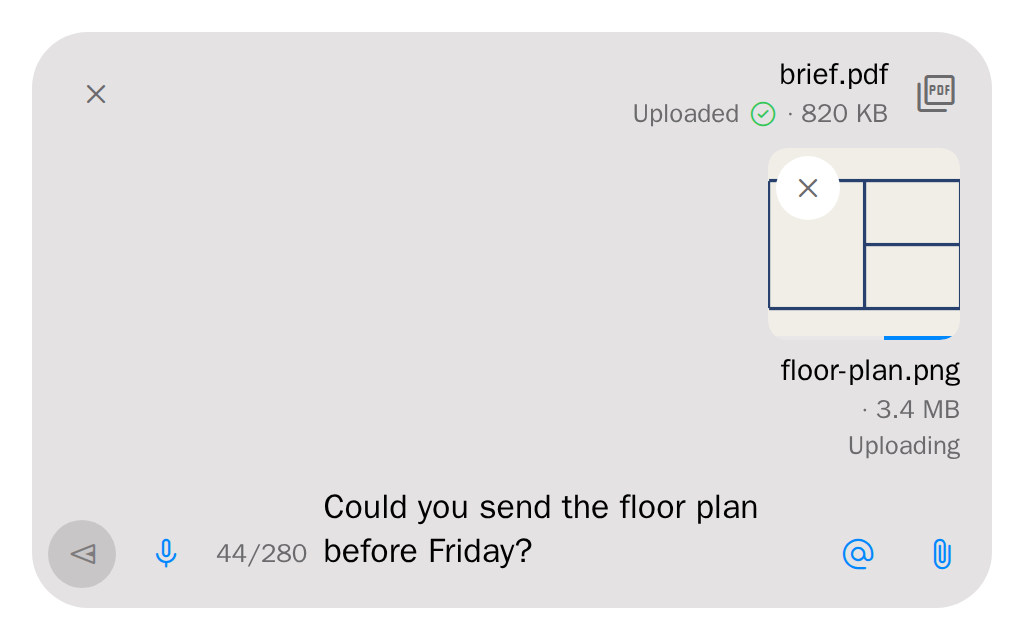 brief.pdf
PDF
Uploaded · 820 KB
floor-plan.png
· 3.4 MB
Uploading
Could you send the floor plan
before Friday?
44/280